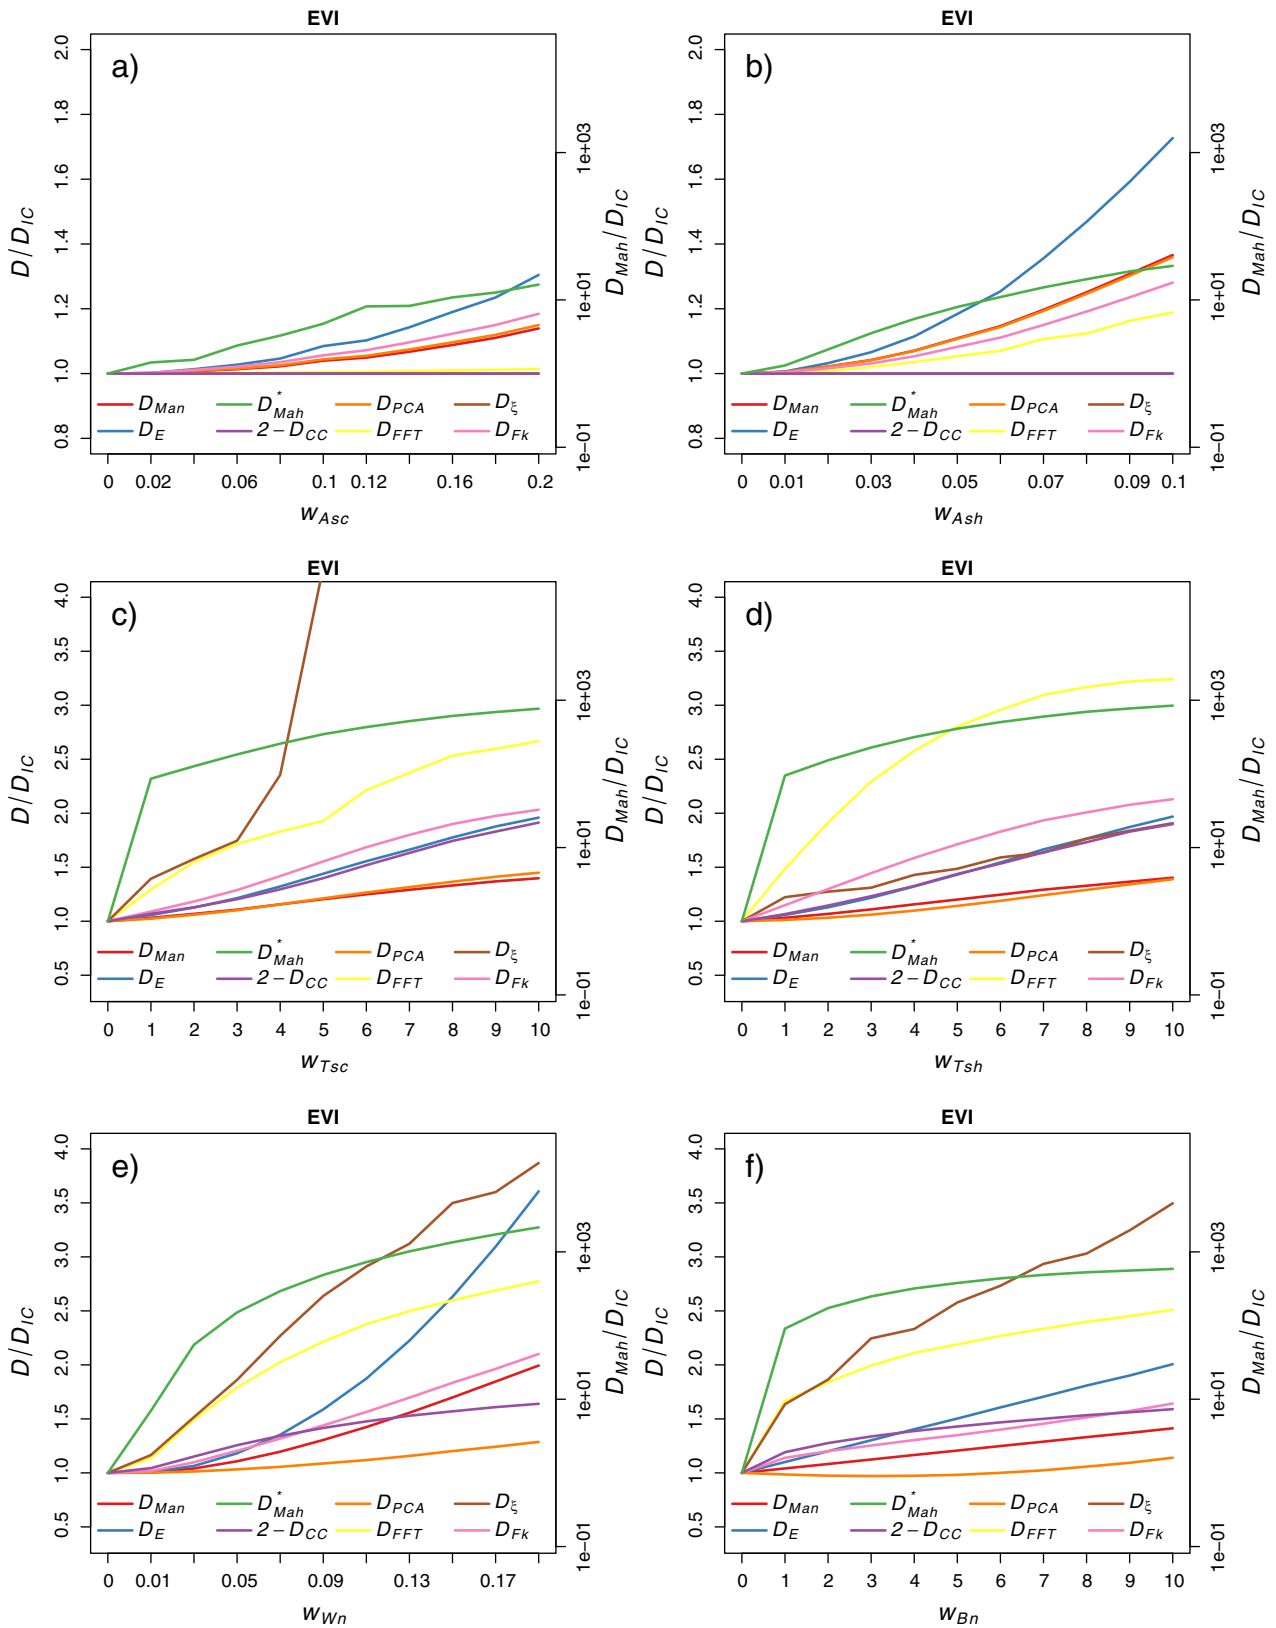 EVI
a)
2.0
1.8
1.6
1.4
1.2
1.0
0.8
D/D_IC
1e+03
1e+01
1e-01
D_Mah/D_IC
D_Man D*_Mah D_PCA D_ξ
D_E 2-D_CC D_FFT D_Fk
0 0.02 0.06 0.1 0.12 0.16 0.2
w_Asc
EVI
b)
2.0
1.8
1.6
1.4
1.2
1.0
0.8
D/D_IC
1e+03
1e+01
1e-01
D_Mah/D_IC
D_Man D*_Mah D_PCA D_ξ
D_E 2-D_CC D_FFT D_Fk
0 0.01 0.03 0.05 0.07 0.09 0.1
w_Ash
EVI
c)
4.0
3.5
3.0
2.5
2.0
1.5
1.0
0.5
D/D_IC
1e+03
1e+01
1e-01
D_Mah/D_IC
D_Man D*_Mah D_PCA D_ξ
D_E 2-D_CC D_FFT D_Fk
0 1 2 3 4 5 6 7 8 9 10
w_Tsc
EVI
d)
4.0
3.5
3.0
2.5
2.0
1.5
1.0
0.5
D/D_IC
1e+03
1e+01
1e-01
D_Mah/D_IC
D_Man D*_Mah D_PCA D_ξ
D_E 2-D_CC D_FFT D_Fk
0 1 2 3 4 5 6 7 8 9 10
w_Tsh
EVI
e)
4.0
3.5
3.0
2.5
2.0
1.5
1.0
0.5
D/D_IC
1e+03
1e+01
1e-01
D_Mah/D_IC
D_Man D*_Mah D_PCA D_ξ
D_E 2-D_CC D_FFT D_Fk
0 0.01 0.05 0.09 0.13 0.17
w_Wn
EVI
f)
4.0
3.5
3.0
2.5
2.0
1.5
1.0
0.5
D/D_IC
1e+03
1e+01
1e-01
D_Mah/D_IC
D_Man D*_Mah D_PCA D_ξ
D_E 2-D_CC D_FFT D_Fk
0 1 2 3 4 5 6 7 8 9 10
w_Bn